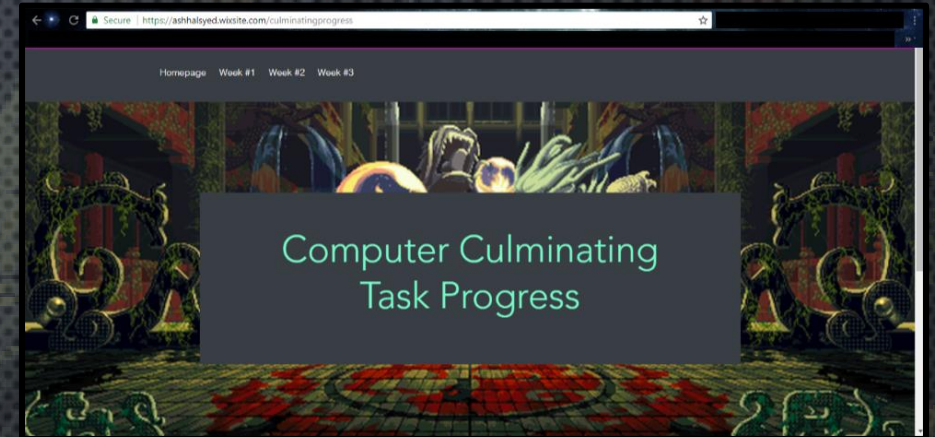 Secure | https://ashhalsyed.wixsite.com/culminatingprogress
Homepage Week #1 Week #2 Week #3
Computer Culminating
Task Progress